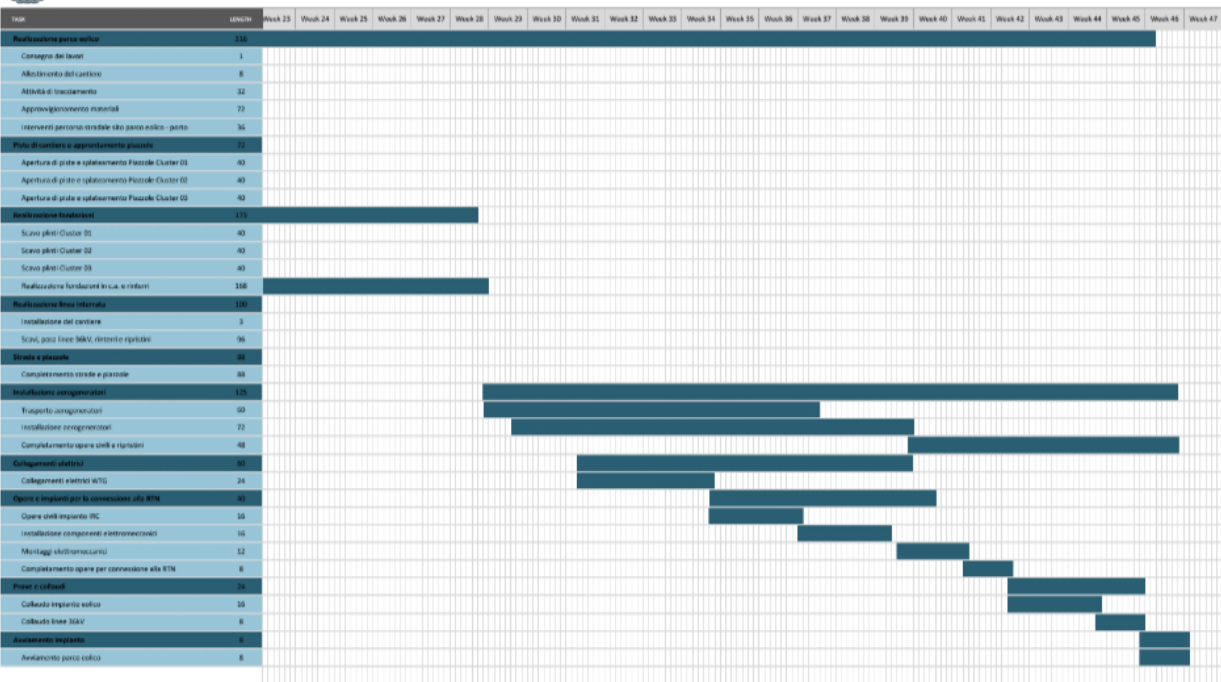 TASK LENGTH Week 23 Week 24 Week 25 Week 26 Week 27 Week 28 Week 29 Week 30 Week 31 Week 32 Week 33 Week 34 Week 35 Week 36 Week 37 Week 38 Week 39 Week 40 Week 41 Week 42 Week 43 Week 44 Week 45 Week 46 Week 47
Realizzazione parco eolico
Consegna dei lavori 1
Allestimento del cantiere 8
Attività di tracciamento 32
Approvvigionamento materiali 72
Interventi percorso stradale sito parco eolico - porto 36
Piste di cantiere e approntamento piazzole 72
Apertura di piste e splateamento Piazzole Cluster 01 40
Apertura di piste e splateamento Piazzole Cluster 02 40
Apertura di piste e splateamento Piazzole Cluster 03 40
Realizzazione fondazioni 173
Scavo plinti Cluster 01 40
Scavo plinti Cluster 02 40
Scavo plinti Cluster 03 40
Realizzazione fondazioni in c.a. e rinterri 168
Realizzazione linea interrata 100
Installazione del cantiere 3
Scavi, posa linee 36kV, rinterri e ripristini 96
Strade e piazzole 88
Completamento strade e piazzole 88
Installazione aerogeneratori 125
Trasporto aerogeneratori 60
Installazione aerogeneratori 72
Completamento opere civili e ripristini 48
Collegamenti elettrici 60
Collegamenti elettrici WTG 24
Opere e impianti per la connessione alla RTN 40
Opere civili impianto 16
Installazione componenti elettromeccanici 16
Montaggi elettromeccanici 12
Completamento opere per connessione alla RTN 8
Prove e collaudi 24
Collaudo impianto eolico 16
Collaudo linee 36kV 8
Avviamento impianto 8
Avviamento parco eolico 8